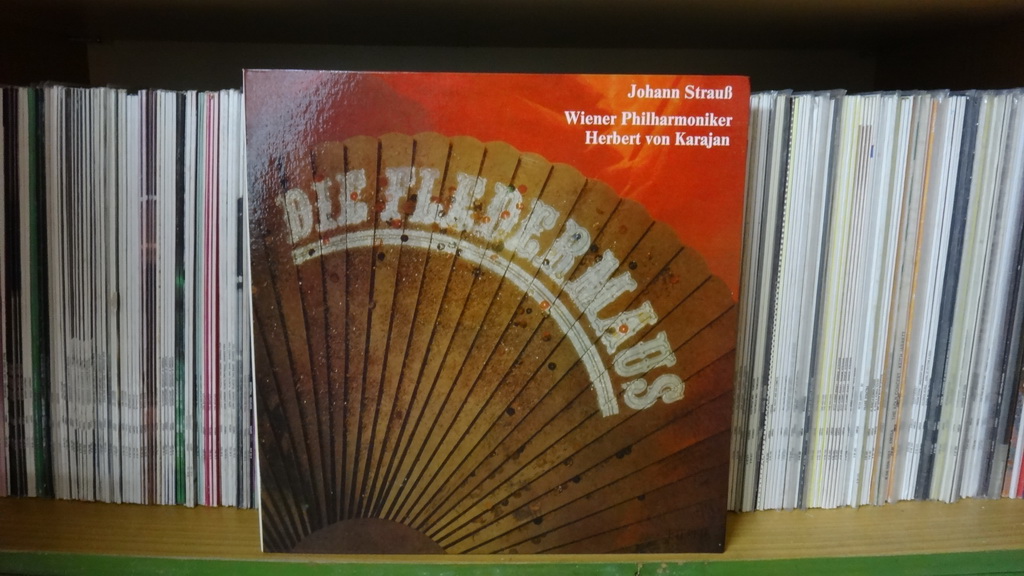 Johann Strauß
Wiener Philharmoniker
Herbert von Karajan
DIE FLEDERMAUS